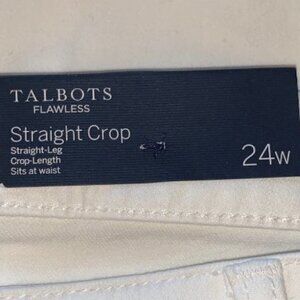 TALBOTS
FLAWLESS
Straight Crop
Straight-Leg
Crop-Length
Sits at waist
24W